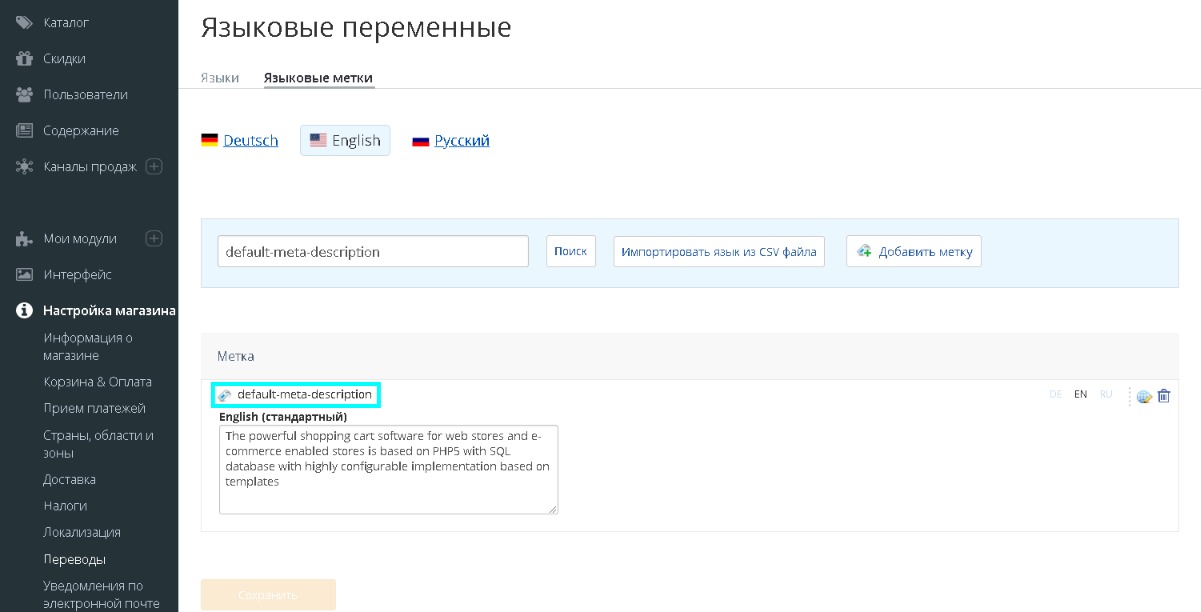 Каталог
Скидки
Пользователи
Содержание
Каналы продаж
Мои модули
Интерфейс
Настройка магазина
Информация о
магазине
Корзина & Оплата
Прием платежей
Страны, области и
зоны
Доставка
Налоги
Локализация
Переводы
Уведомления по
электронной почте
Языковые переменные
Языки Языковые метки
Deutsch English Русский
default-meta-description Поиск Импортировать язык из CSV файла Добавить метку
Метка
default-meta-description DE EN RU
English (стандартный)
The powerful shopping cart software for web stores and e-
commerce enabled stores is based on PHP5 with SQL
database with highly configurable implementation based on
templates
Сохранить